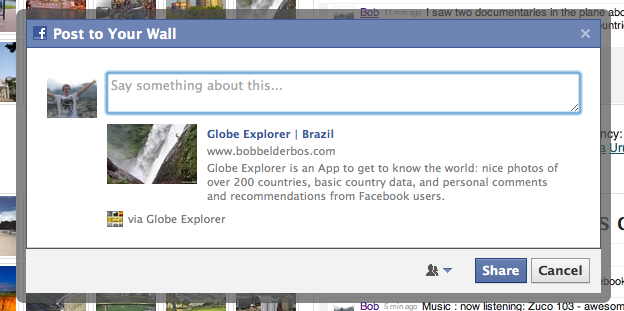 Bob 11 min ago I saw two documentaries in the plane abo
Post to Your Wall
Say something about this...
Globe Explorer | Brazil
www.bobbelderbos.com
Globe Explorer is an App to get to know the world: nice photos of
over 200 countries, basic country data, and personal comments
and recommendations from Facebook users.
via Globe Explorer
ency:
Uru
Share
Cancel
Bob 5 min ago Music : now listening: Zuco 103 - awesom